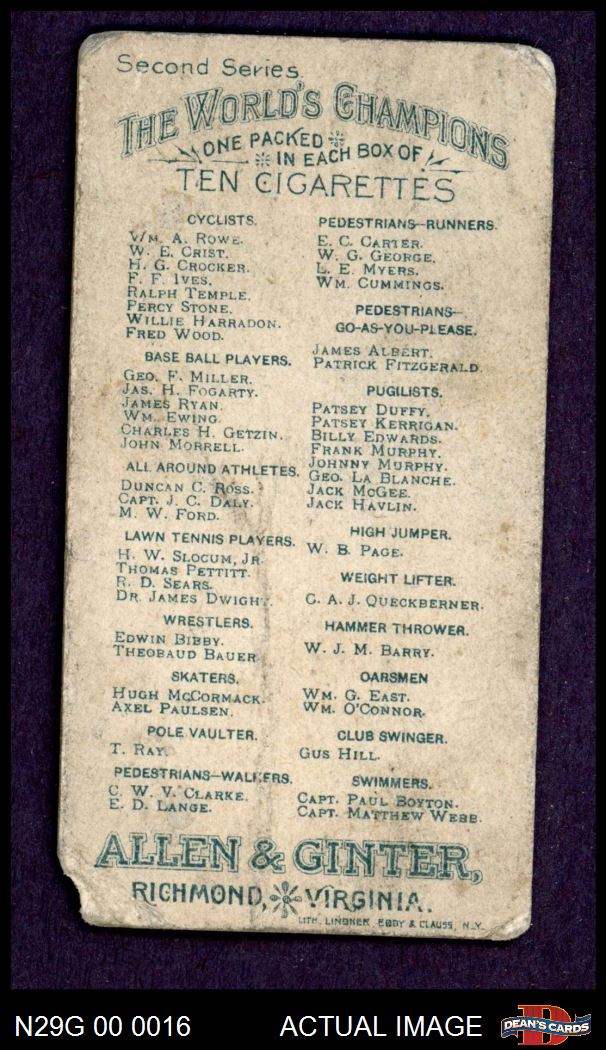 Second Series.
THE WORLD'S CHAMPIONS
ONE PACKED
IN EACH BOX OF
TEN CIGARETTES
CYCLISTS.
WM. A. ROWE.
W. E. CRIST.
H. G. CROCKER.
F. F. IVES.
RALPH TEMPLE.
PERCY STONE.
WILLIE HARRADON.
FRED WOOD.
BASE BALL PLAYERS.
GEO. F. MILLER.
JAS. H. FOGARTY.
JAMES RYAN.
WM. EWING.
CHARLES H. GETZIN.
JOHN MORRELL.
ALL AROUND ATHLETES.
DUNCAN C. ROSS.
CAPT. J. C. DALY.
M. W. FORD.
LAWN TENNIS PLAYERS.
H. W. SLOCUM, JR.
THOMAS PETTITT.
R. D. SEARS.
DR. JAMES DWIGHT.
WRESTLERS.
EDWIN BIBBY.
THEOBAUD BAUER
SKATERS.
HUGH MCCORMACK.
AXEL PAULSEN.
POLE VAULTER.
T. RAY.
PEDESTRIANS—WALKERS.
C. W. V. CLARKE.
E. D. LANGE.
PEDESTRIANS—RUNNERS.
E. C. CARTER.
W. G. GEORGE.
L. E. MYERS.
WM. CUMMINGS.
PEDESTRIANS—
GO-AS-YOU-PLEASE.
JAMES ALBERT.
PATRICK FITZGERALD
PUGILISTS.
PATSEY DUFFY.
PATSEY KERRIGAN.
BILLY EDWARDS.
FRANK MURPHY.
JOHNNY MURPHY.
GEO. LA BLANCHE.
JACK MCGEE.
JACK HAVLIN.
HIGH JUMPER.
W. B. PAGE.
WEIGHT LIFTER.
C. A. J. QUECKBERNER.
HAMMER THROWER.
W. J. M. BARRY.
OARSMEN
WM. G. EAST.
WM. O'CONNOR.
CLUB SWINGER.
GUS HILL.
SWIMMERS.
CAPT. PAUL BOYTON.
CAPT. MATTHEW WEBB.
ALLEN & GINTER,
RICHMOND, VIRGINIA.
LITH. LINDNER, EDDY & CLAUSS, N.Y.
N29G 00 0016
ACTUAL IMAGE
D
DEAN'S CARDS